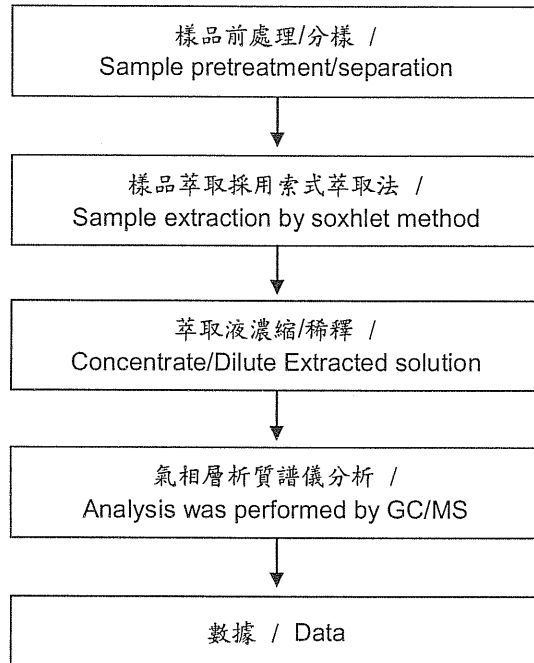 樣品前處理/分樣 /
Sample pretreatment/separation
樣品萃取採用索式萃取法 /
Sample extraction by soxhlet method
萃取液濃縮/稀釋 /
Concentrate/Dilute Extracted solution
氣相層析質譜儀分析 /
Analysis was performed by GC/MS
數據 / Data